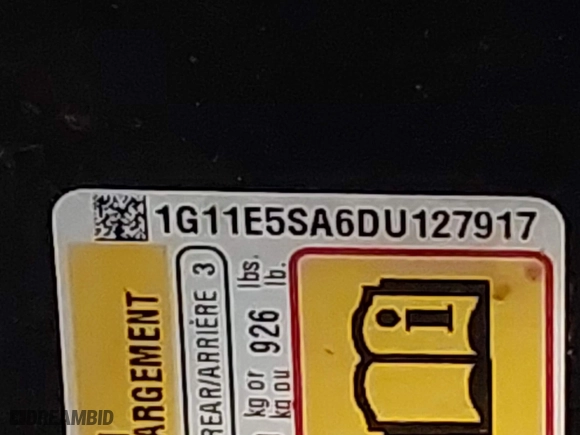 1G11E5SA6DU127917
ARGEMENT
REAR/ARRIÈRE 3
kg or 926 lbs.
kg ou lb.
i